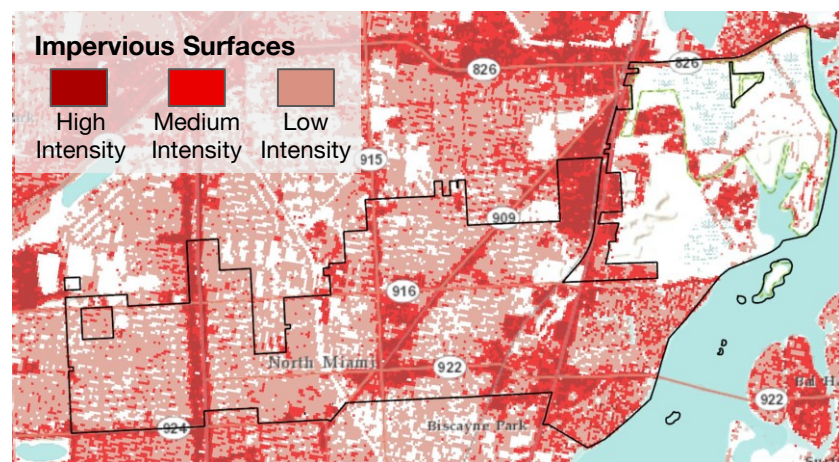 Impervious Surfaces
High Intensity
Medium Intensity
Low Intensity
826
826
915
909
916
North Miami
922
922
924
Biscayne Park